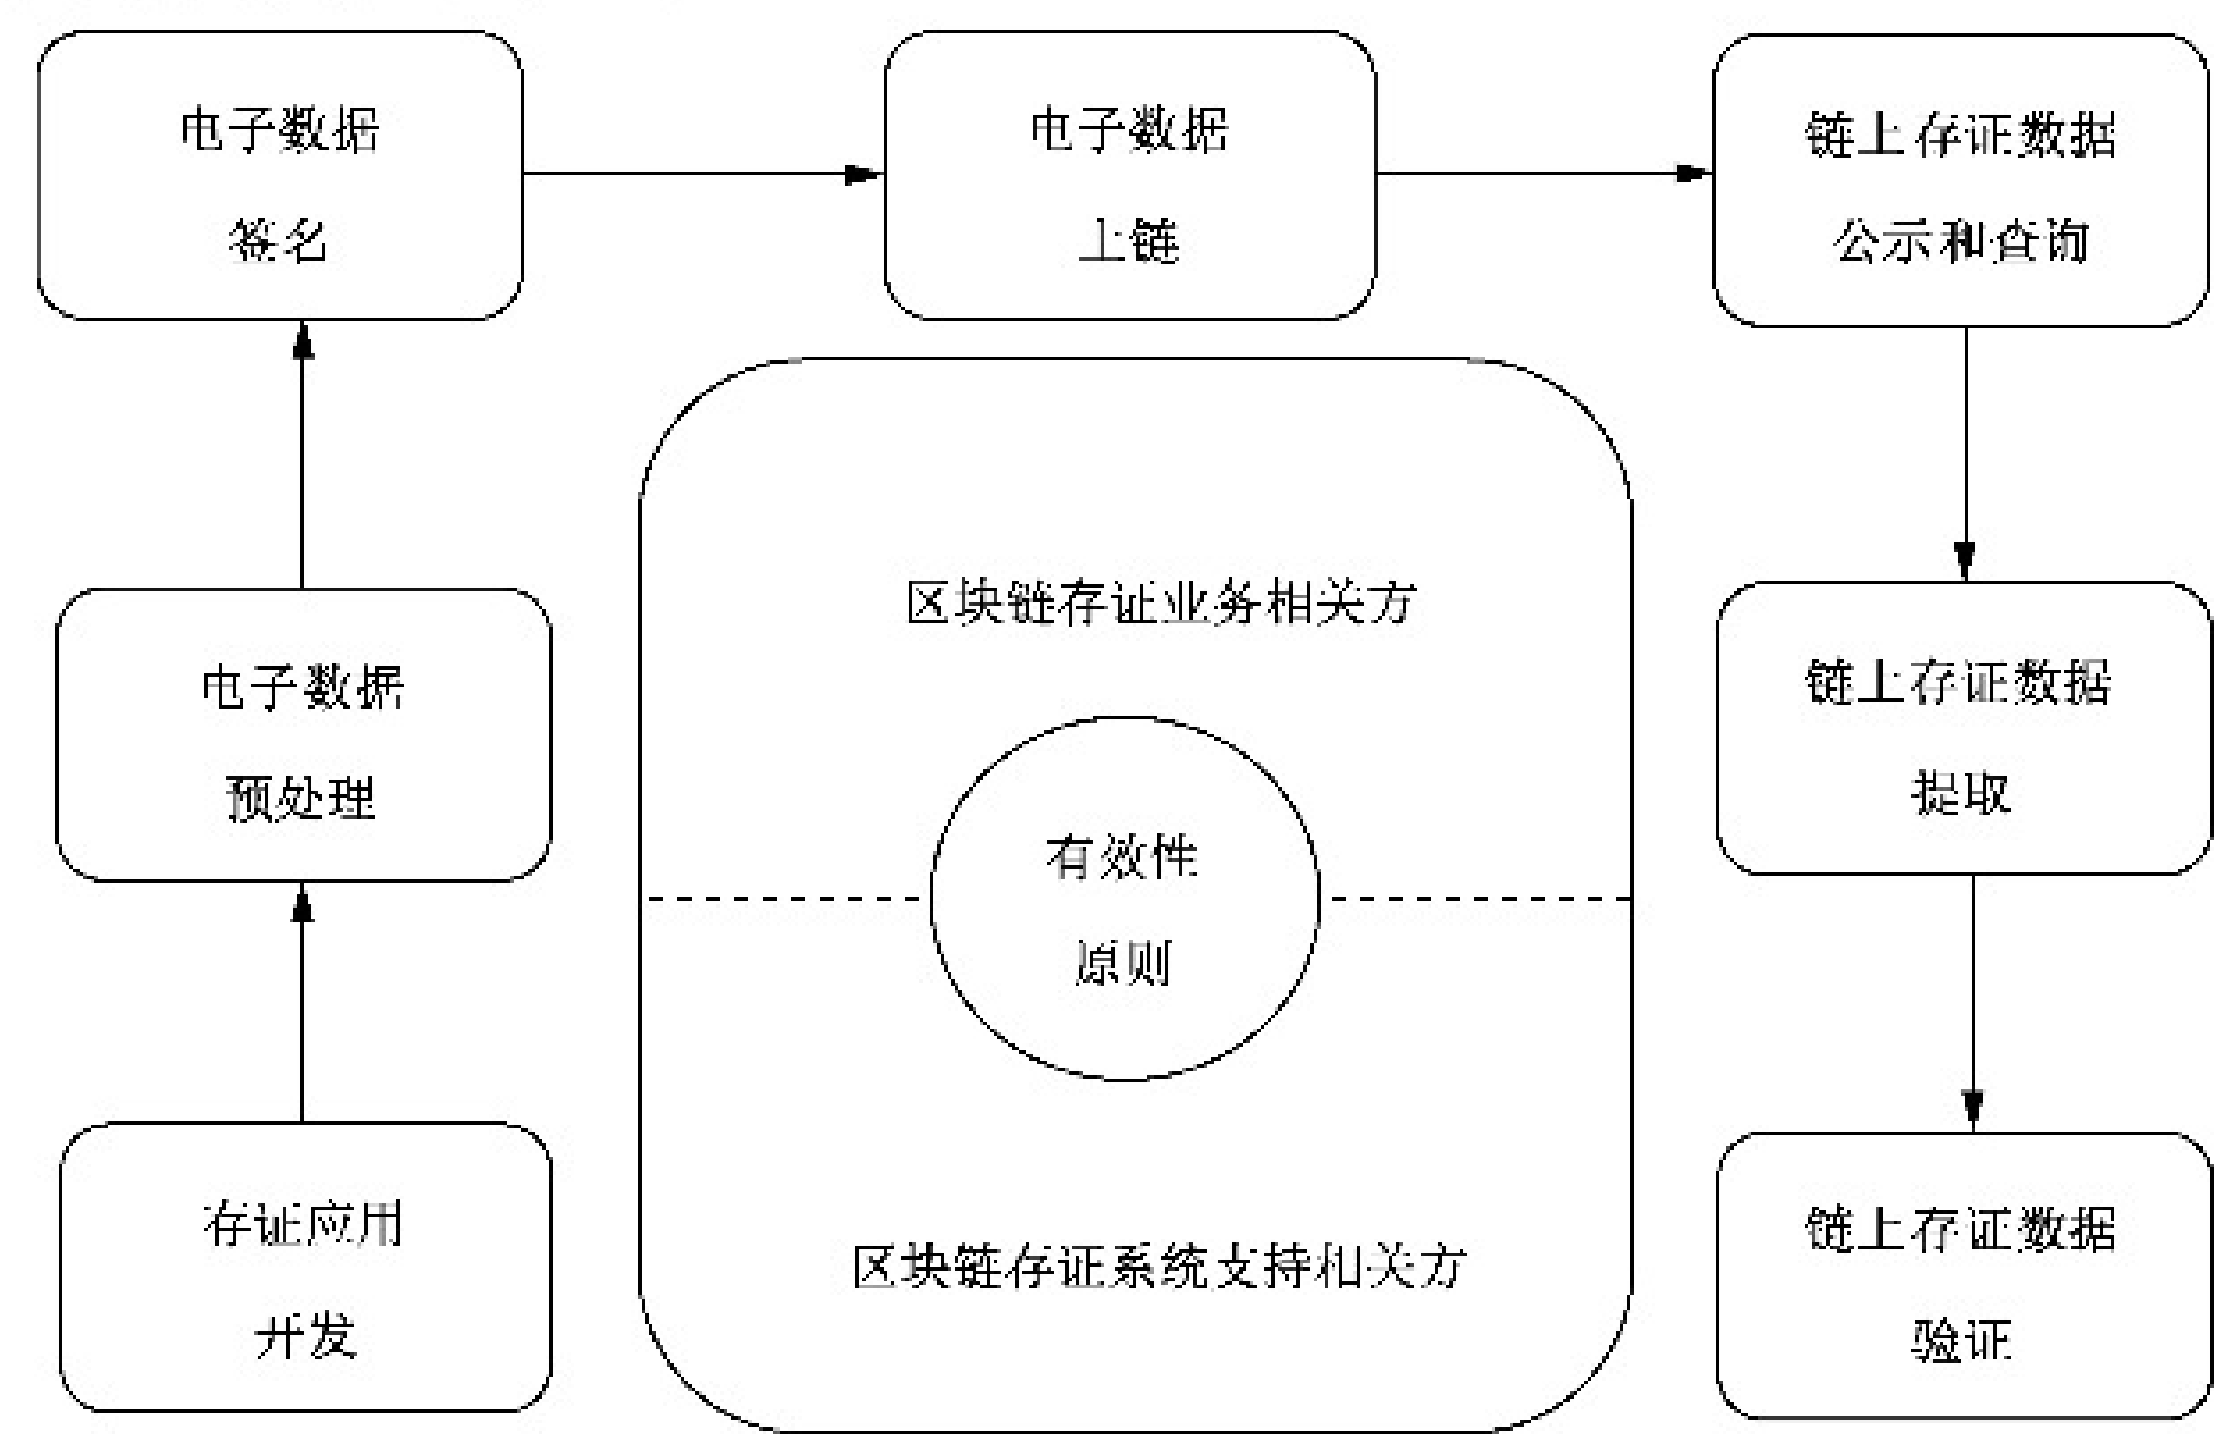 电子数据
签名
电子数据
上链
链上存证数据
公示和查询
区块链存证业务相关方
电子数据
预处理
链上存证数据
提取
有效性
原则
存证应用
开发
区块链存证系统支持相关方
链上存证数据
验证